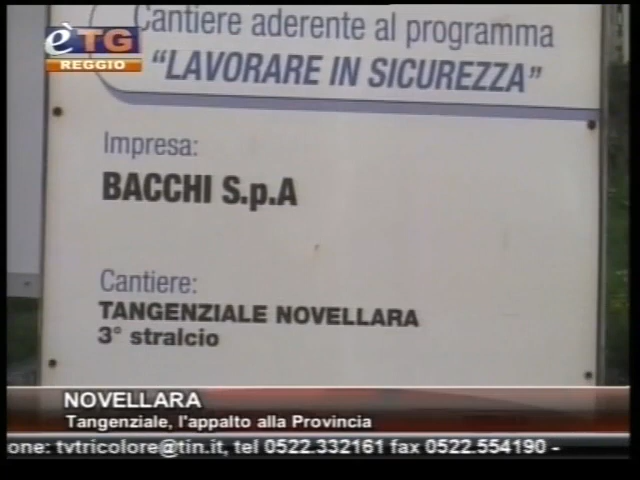 èTG
REGGIO
Cantiere aderente al programma
“LAVORARE IN SICUREZZA”
Impresa:
BACCHI S.p.A
Cantiere:
TANGENZIALE NOVELLARA
3° stralcio
NOVELLARA
Tangenziale, l'appalto alla Provincia
one: tvtricolore@tin.it, tel 0522.332161 fax 0522.554190 -